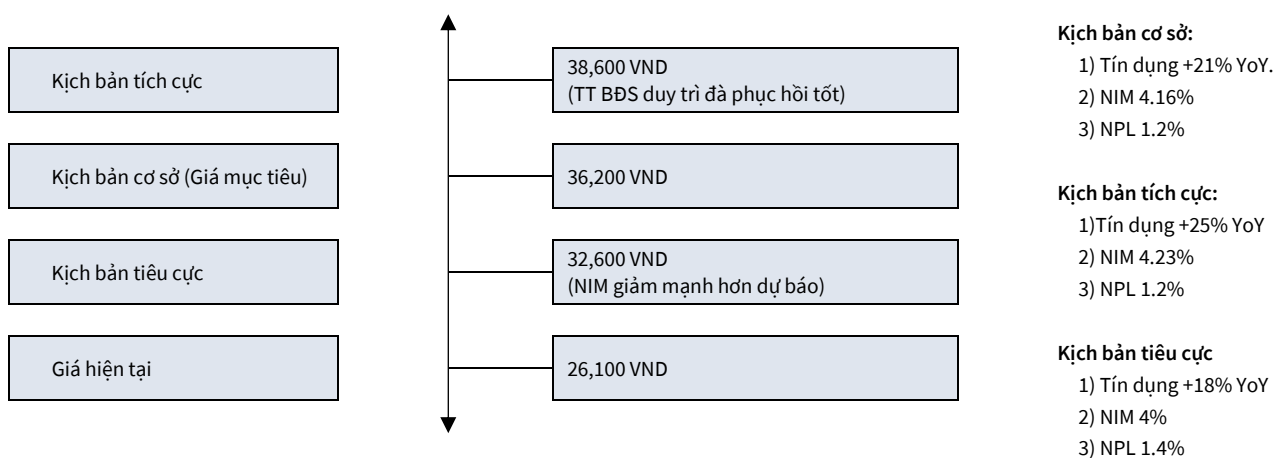 Kịch bản tích cực
38,600 VND
(TT BĐS duy trì đà phục hồi tốt)
Kịch bản cơ sở (Giá mục tiêu)
36,200 VND
Kịch bản tiêu cực
32,600 VND
(NIM giảm mạnh hơn dự báo)
Giá hiện tại
26,100 VND
Kịch bản cơ sở:
1) Tín dụng +21% YoY.
2) NIM 4.16%
3) NPL 1.2%
Kịch bản tích cực:
1)Tín dụng +25% YoY
2) NIM 4.23%
3) NPL 1.2%
Kịch bản tiêu cực
1) Tín dụng +18% YoY
2) NIM 4%
3) NPL 1.4%